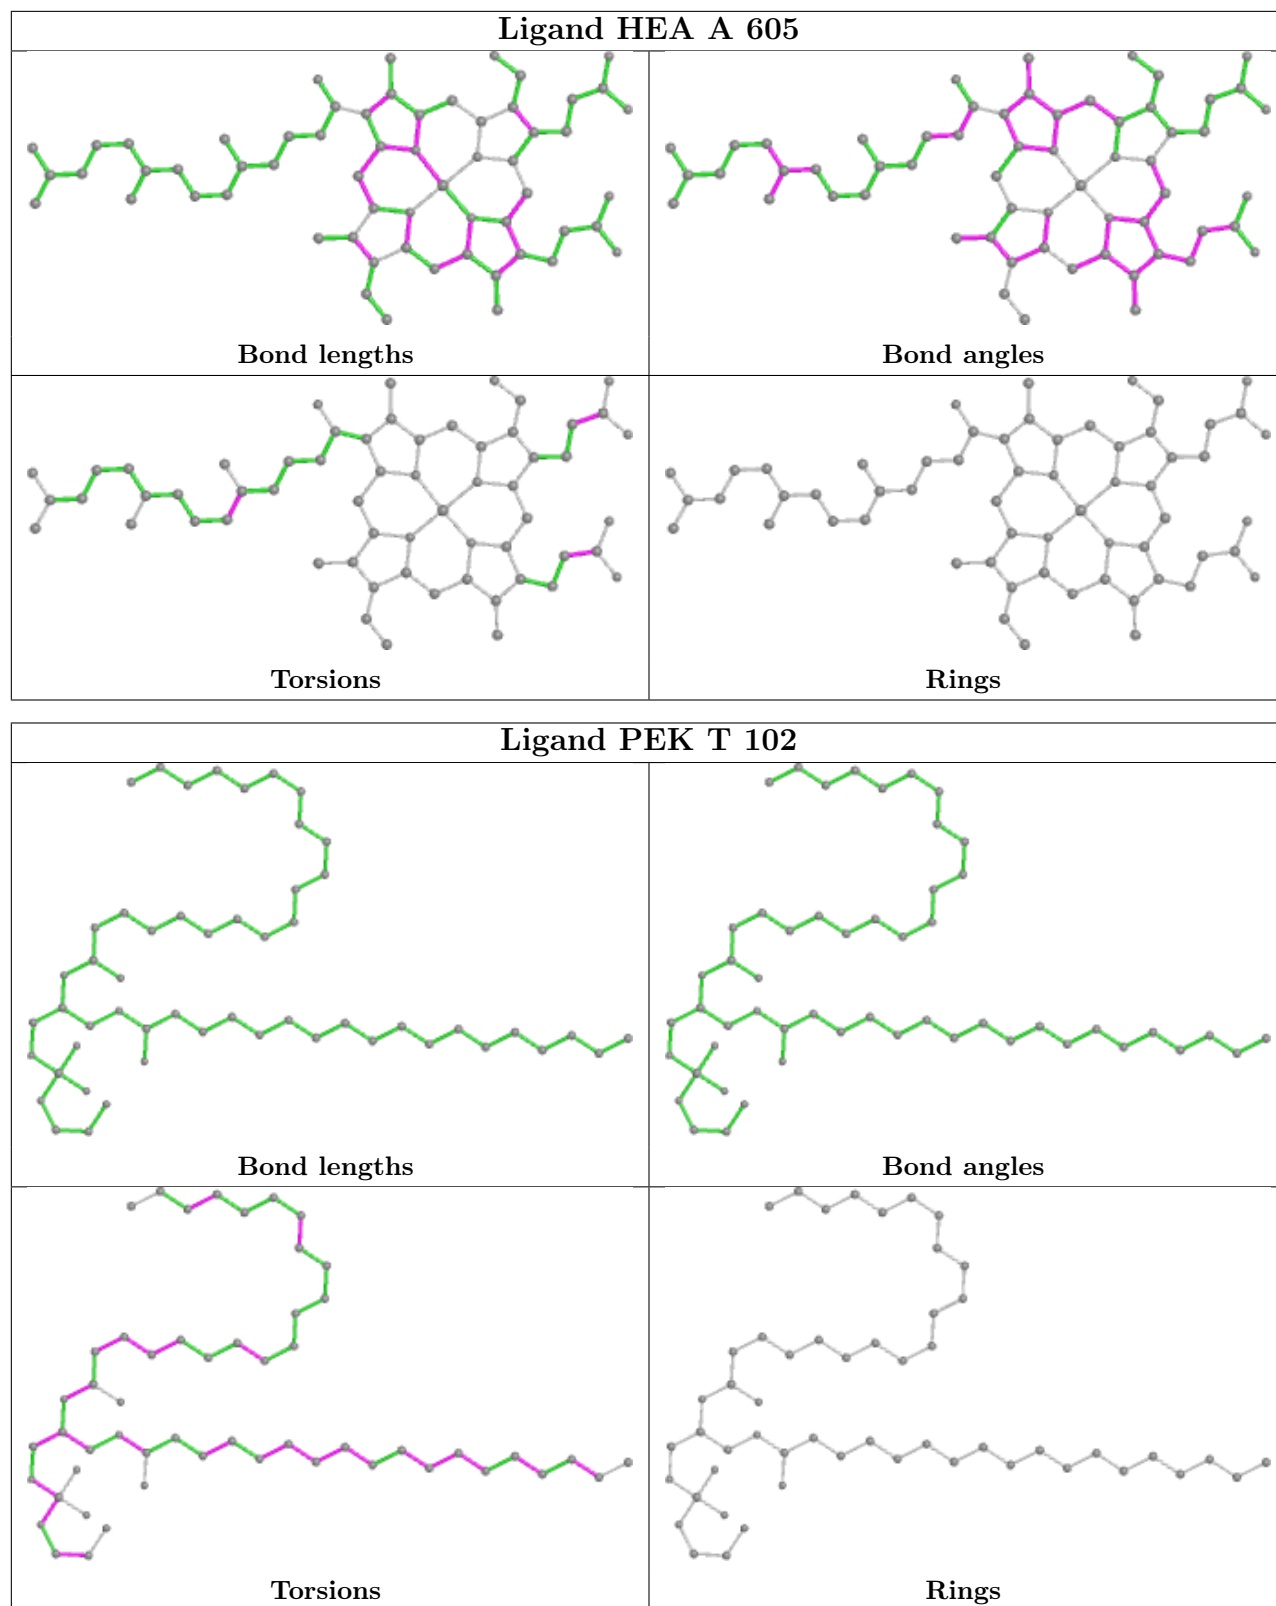 Ligand HEA A 605
Bond lengths
Bond angles
Torsions
Rings
Ligand PEK T 102
Bond lengths
Bond angles
Torsions
Rings